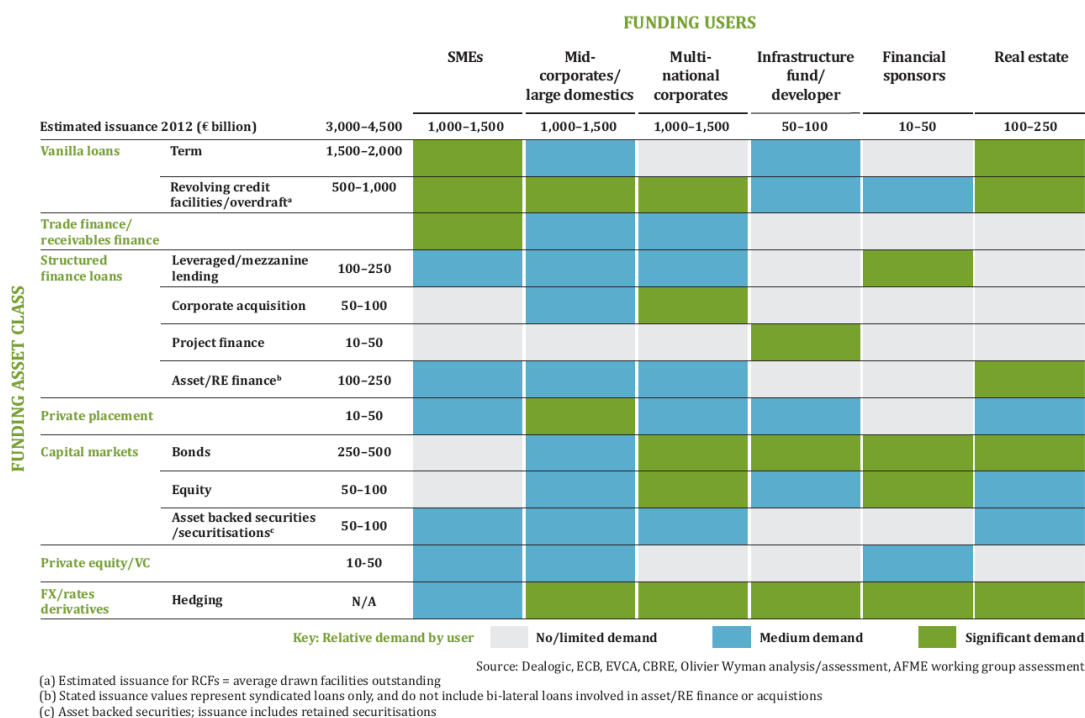 FUNDING USERS
SMEs
Mid-
corporates/
large domestics
Multi-
national
corporates
Infrastructure
fund/
developer
Financial
sponsors
Real estate
Estimated issuance 2012 (€ billion) 3,000–4,500 1,000–1,500 1,000–1,500 1,000–1,500 50–100 10–50 100–250
FUNDING ASSET CLASS
Vanilla loans Term 1,500–2,000
Revolving credit
facilities/overdraftᵃ 500–1,000
Trade finance/
receivables finance
Structured
finance loans
Leveraged/mezzanine
lending 100–250
Corporate acquisition 50–100
Project finance 10–50
Asset/RE financeᵇ 100–250
Private placement 10–50
Capital markets Bonds 250–500
Equity 50–100
Asset backed securities
/securitisationsᶜ 50–100
Private equity/VC 10-50
FX/rates
derivatives
Hedging N/A
Key: Relative demand by user No/limited demand Medium demand Significant demand
Source: Dealogic, ECB, EVCA, CBRE, Olivier Wyman analysis/assessment, AFME working group assessment
(a) Estimated issuance for RCFs = average drawn facilities outstanding
(b) Stated issuance values represent syndicated loans only, and do not include bi-lateral loans involved in asset/RE finance or acquistions
(c) Asset backed securities; issuance includes retained securitisations